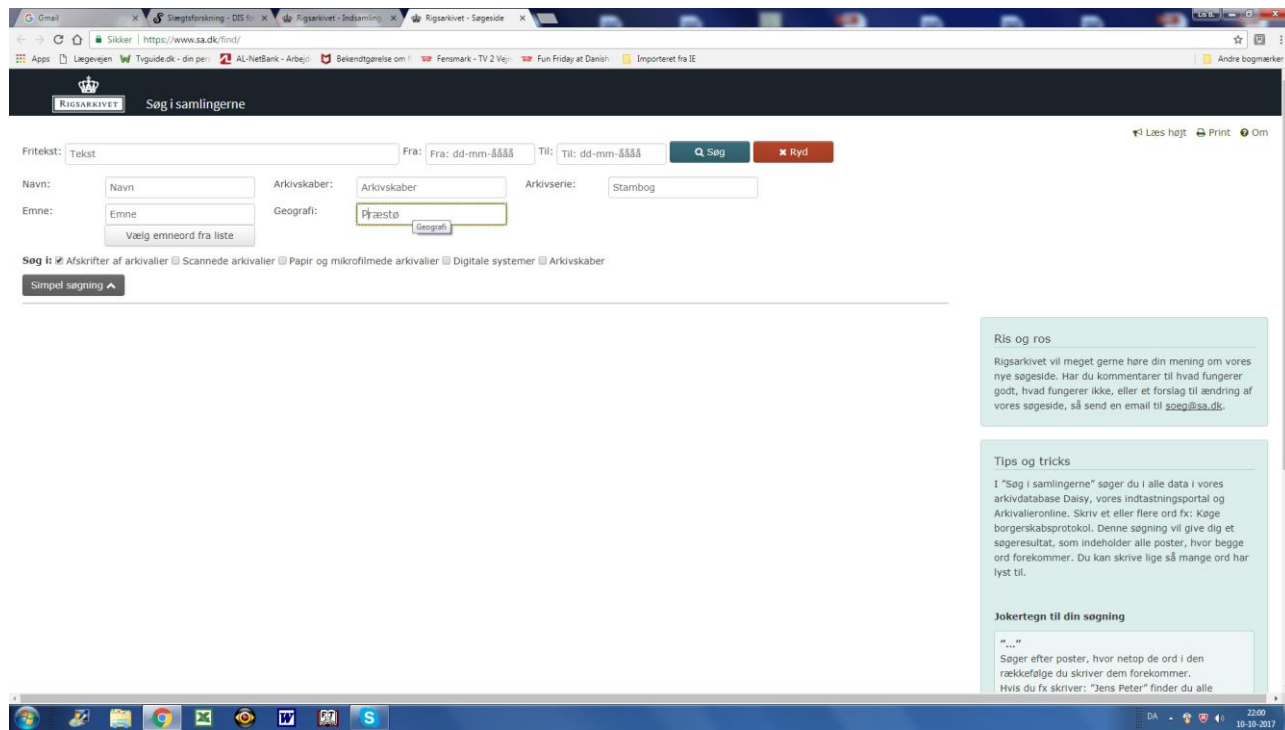 Gmail
Slægtsforskning - DIS fo
Rigsarkivet - Indsamling
Rigsarkivet - Søgeside
Sikker | https://www.sa.dk/find/
Apps Lægevejen Tvguide.dk - din per: AL-NetBank - Arbejd Bekendtgørelse om f Fensmark - TV 2 Vejr Fun Friday at Danish Importeret fra IE Andre bogmærker
RIGSARKIVET Søg i samlingerne
Læs højt Print Om
Fritekst: Tekst Fra: Fra: dd-mm-åååå Til: Til: dd-mm-åååå Søg Ryd
Navn: Navn Arkivskaber: Arkivskaber Arkivserie: Stambog
Emne: Emne Geografi: Præstø
Geografi
Vælg emneord fra liste
Søg i: Afskrifter af arkivalier Scannede arkivalier Papir og mikrofilmede arkivalier Digitale systemer Arkivskaber
Simpel søgning
Ris og ros
Rigsarkivet vil meget gerne høre din mening om vores
nye søgeside. Har du kommentarer til hvad fungerer
godt, hvad fungerer ikke, eller et forslag til ændring af
vores søgeside, så send en email til soeg@sa.dk.
Tips og tricks
I "Søg i samlingerne" søger du i alle data i vores
arkivdatabase Daisy, vores indtastningsportal og
Arkivalieronline. Skriv et eller flere ord fx: Køge
borgerskabsprotokol. Denne søgning vil give dig et
søgeresultat, som indeholder alle poster, hvor begge
ord forekommer. Du kan skrive lige så mange ord har
lyst til.
Jokertegn til din søgning
"..."
Søger efter poster, hvor netop de ord i den
rækkefølge du skriver dem forekommer.
Hvis du fx skriver: "Jens Peter" finder du alle
DA 22:00
10-10-2017